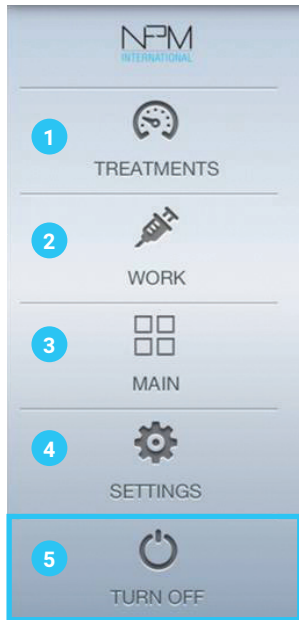 NPM
INTERNATIONAL
1
TREATMENTS
2
WORK
3
MAIN
4
SETTINGS
5
TURN OFF